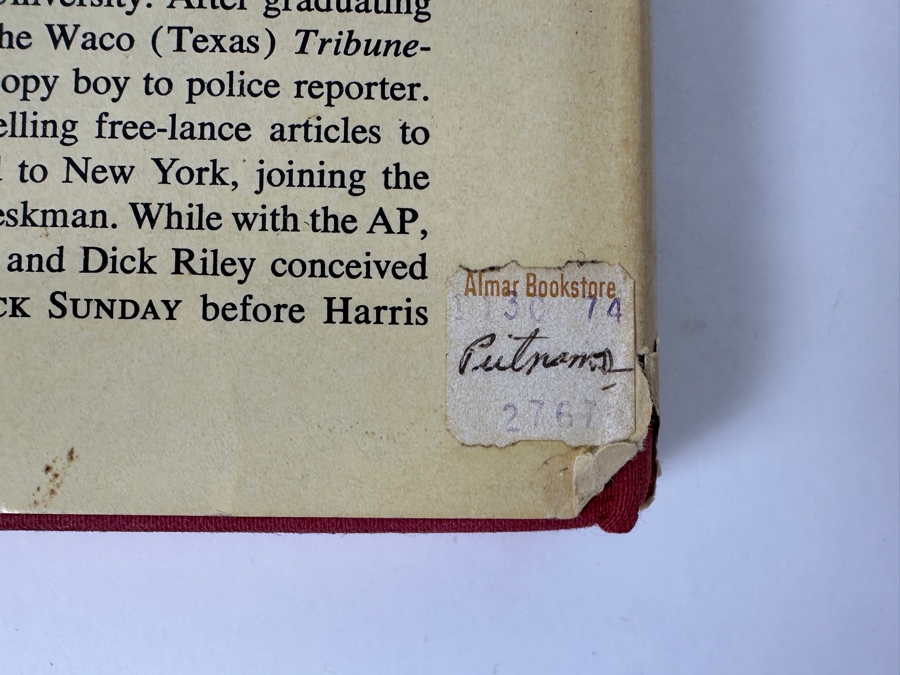 University. After graduating
he Waco (Texas) Tribune-
opy boy to police reporter.
elling free-lance articles to
to New York, joining the
eskman. While with the AP,
and Dick Riley conceived
CK SUNDAY before Harris
Almar Bookstore
74
Putnam
2767